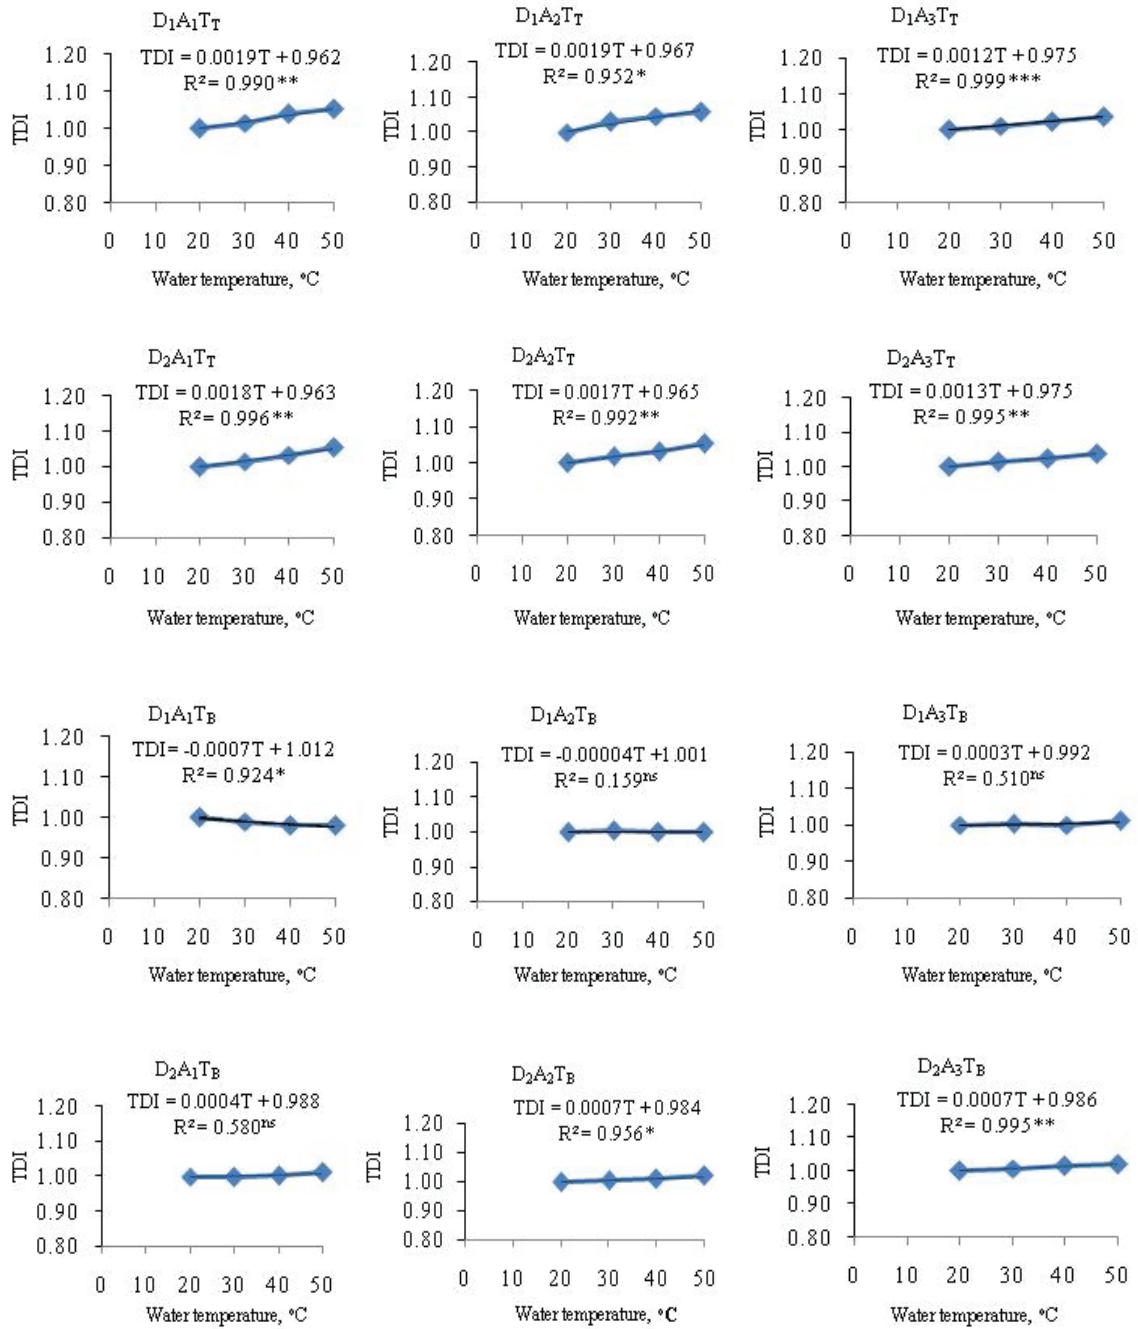 D₁A₁T_T
TDI = 0.0019T + 0.962
R² = 0.990**
1.20
1.10
1.00
0.90
0.80
TDI
0 10 20 30 40 50
Water temperature, °C
D₁A₂T_T
TDI = 0.0019T + 0.967
R² = 0.952*
1.20
1.10
1.00
0.90
0.80
TDI
0 10 20 30 40 50
Water temperature, °C
D₁A₃T_T
TDI = 0.0012T + 0.975
R² = 0.999***
1.20
1.10
1.00
0.90
0.80
TDI
0 10 20 30 40 50
Water temperature, °C
D₂A₁T_T
TDI = 0.0018T + 0.963
R² = 0.996**
1.20
1.10
1.00
0.90
0.80
TDI
0 10 20 30 40 50
Water temperature, °C
D₂A₂T_T
TDI = 0.0017T + 0.965
R² = 0.992**
1.20
1.10
1.00
0.90
0.80
TDI
0 10 20 30 40 50
Water temperature, °C
D₂A₃T_T
TDI = 0.0013T + 0.975
R² = 0.995**
1.20
1.10
1.00
0.90
0.80
TDI
0 10 20 30 40 50
Water temperature, °C
D₁A₁T_B
TDI = -0.0007T + 1.012
R² = 0.924*
1.20
1.10
1.00
0.90
0.80
TDI
0 10 20 30 40 50
Water temperature, °C
D₁A₂T_B
TDI = -0.00004T + 1.001
R² = 0.159ⁿˢ
1.20
1.10
1.00
0.90
0.80
TDI
0 10 20 30 40 50
Water temperature, °C
D₁A₃T_B
TDI = 0.0003T + 0.992
R² = 0.510ⁿˢ
1.20
1.10
1.00
0.90
0.80
TDI
0 10 20 30 40 50
Water temperature, °C
D₂A₁T_B
TDI = 0.0004T + 0.988
R² = 0.580ⁿˢ
1.20
1.10
1.00
0.90
0.80
TDI
0 10 20 30 40 50
Water temperature, °C
D₂A₂T_B
TDI = 0.0007T + 0.984
R² = 0.956*
1.20
1.10
1.00
0.90
0.80
TDI
0 10 20 30 40 50
Water temperature, °C
D₂A₃T_B
TDI = 0.0007T + 0.986
R² = 0.995**
1.20
1.10
1.00
0.90
0.80
TDI
0 10 20 30 40 50
Water temperature, °C